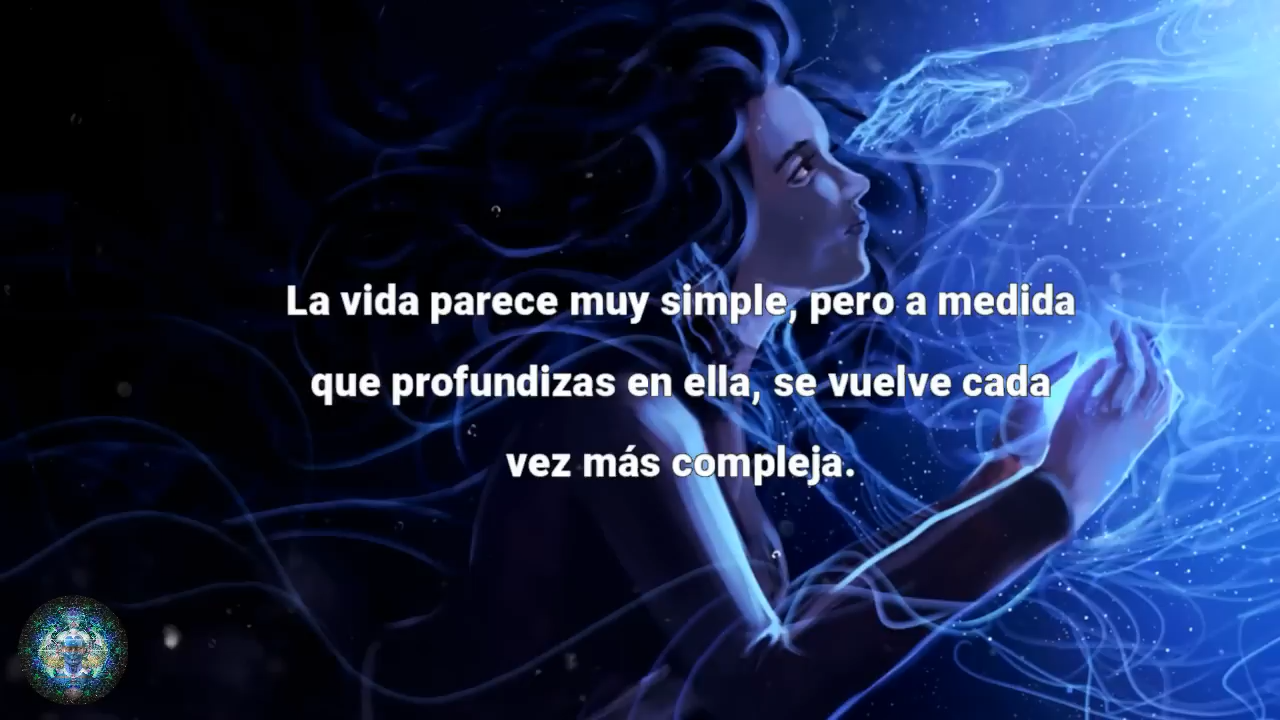 La vida parece muy simple, pero a medida
que profundizas en ella, se vuelve cada
vez más compleja.